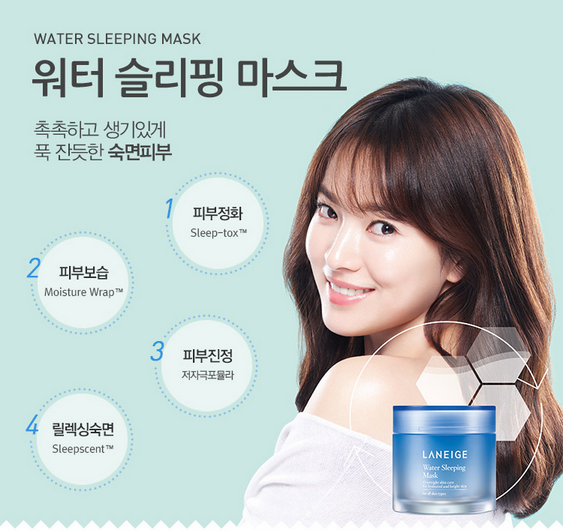 WATER SLEEPING MASK
워터 슬리핑 마스크
촉촉하고 생기있게
푹 잔듯한 숙면피부
1
피부정화
Sleep-tox™
2
피부보습
Moisture Wrap™
3
피부진정
저자극포뮬라
4
릴렉싱숙면
Sleepscent™
LANEIGE
Water Sleeping
Mask